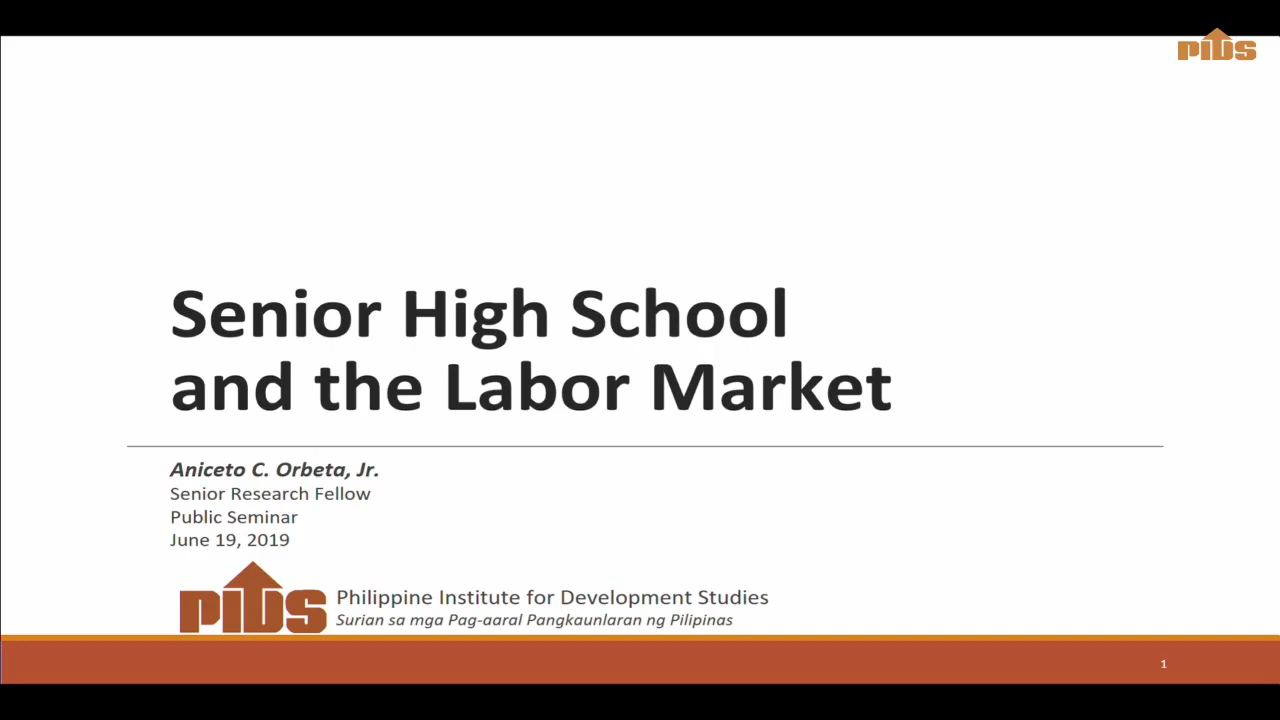 PIDS
Senior High School
and the Labor Market
Aniceto C. Orbeta, Jr.
Senior Research Fellow
Public Seminar
June 19, 2019
PIDS
Philippine Institute for Development Studies
Surian sa mga Pag-aaral Pangkaunlaran ng Pilipinas
1